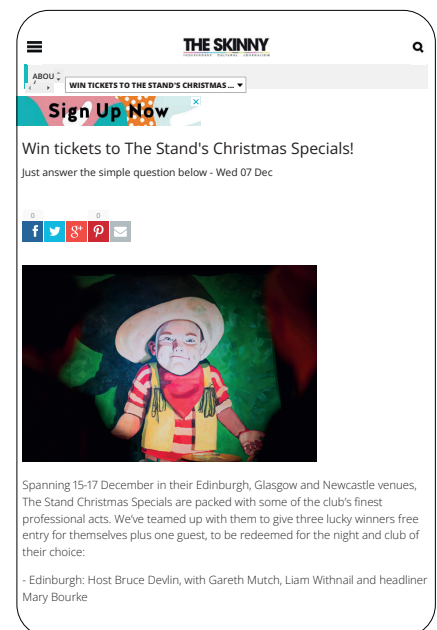 THE SKINNY
INDEPENDENT CULTURAL JOURNALISM
ABOU
WIN TICKETS TO THE STAND'S CHRISTMAS ...
Sign Up Now
Win tickets to The Stand's Christmas Specials!
Just answer the simple question below - Wed 07 Dec
0 0
Spanning 15-17 December in their Edinburgh, Glasgow and Newcastle venues,
The Stand Christmas Specials are packed with some of the club's finest
professional acts. We've teamed up with them to give three lucky winners free
entry for themselves plus one guest, to be redeemed for the night and club of
their choice:
- Edinburgh: Host Bruce Devlin, with Gareth Mutch, Liam Withnail and headliner
Mary Bourke